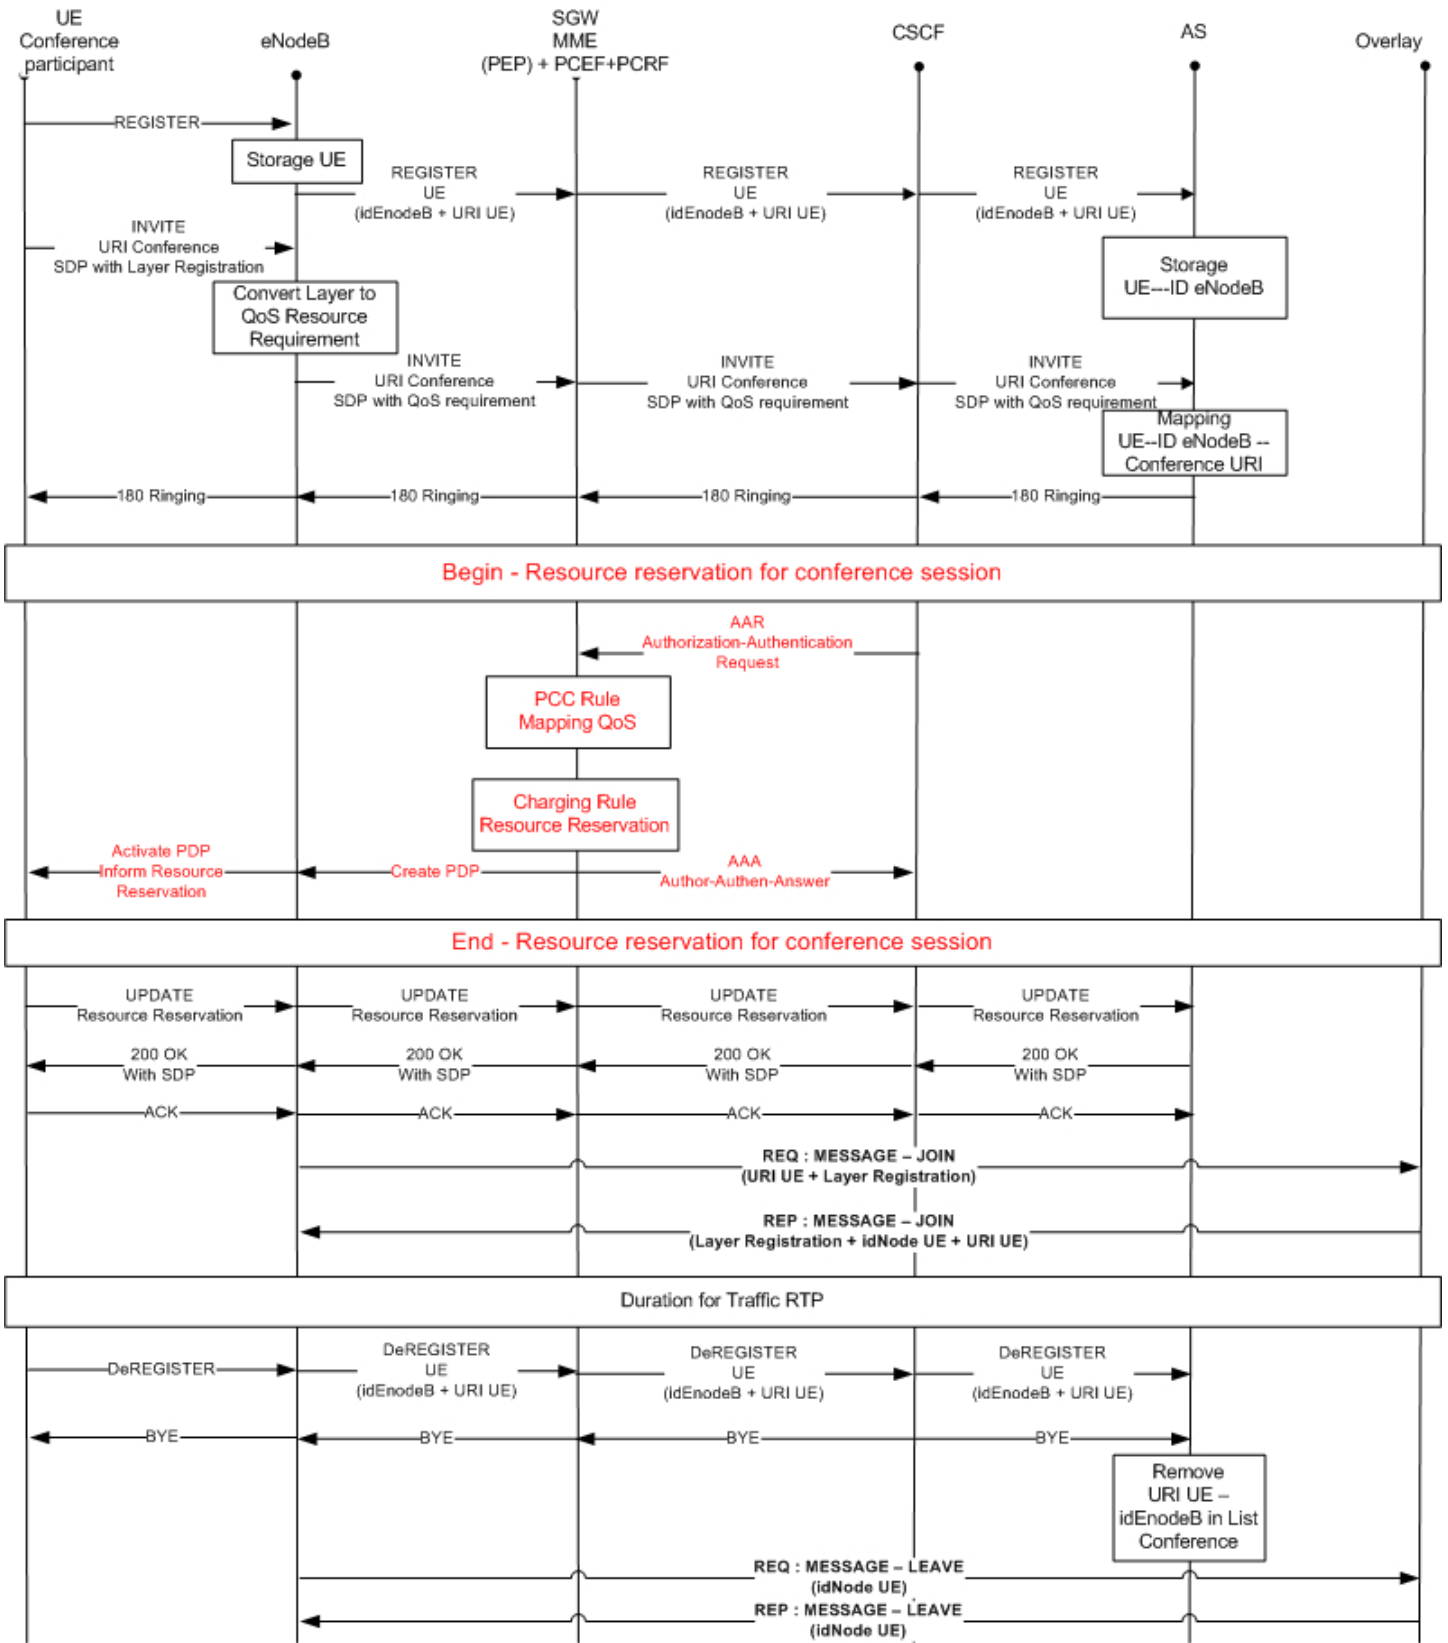 UE
Conference
participant
eNodeB
SGW
MME
(PEP) + PCEF+PCRF
CSCF
AS
Overlay
REGISTER
Storage UE
REGISTER
UE
(idEnodeB + URI UE)
REGISTER
UE
(idEnodeB + URI UE)
REGISTER
UE
(idEnodeB + URI UE)
INVITE
URI Conference
SDP with Layer Registration
Storage
UE---ID eNodeB
Convert Layer to
QoS Resource
Requirement
INVITE
URI Conference
SDP with QoS requirement
INVITE
URI Conference
SDP with QoS requirement
INVITE
URI Conference
SDP with QoS requirement
Mapping
UE--ID eNodeB --
Conference URI
180 Ringing
180 Ringing
180 Ringing
180 Ringing
Begin - Resource reservation for conference session
AAR
Authorization-Authentication
Request
PCC Rule
Mapping QoS
Charging Rule
Resource Reservation
Activate PDP
Inform Resource
Reservation
Create PDP
AAA
Author-Authen-Answer
End - Resource reservation for conference session
UPDATE
Resource Reservation
UPDATE
Resource Reservation
UPDATE
Resource Reservation
UPDATE
Resource Reservation
200 OK
With SDP
200 OK
With SDP
200 OK
With SDP
200 OK
With SDP
ACK
ACK
ACK
ACK
REQ : MESSAGE – JOIN
(URI UE + Layer Registration)
REP : MESSAGE – JOIN
(Layer Registration + idNode UE + URI UE)
Duration for Traffic RTP
DeREGISTER
DeREGISTER
UE
(idEnodeB + URI UE)
DeREGISTER
UE
(idEnodeB + URI UE)
DeREGISTER
UE
(idEnodeB + URI UE)
BYE
BYE
BYE
BYE
Remove
URI UE –
idEnodeB in List
Conference
REQ : MESSAGE – LEAVE
(idNode UE)
REP : MESSAGE – LEAVE
(idNode UE)